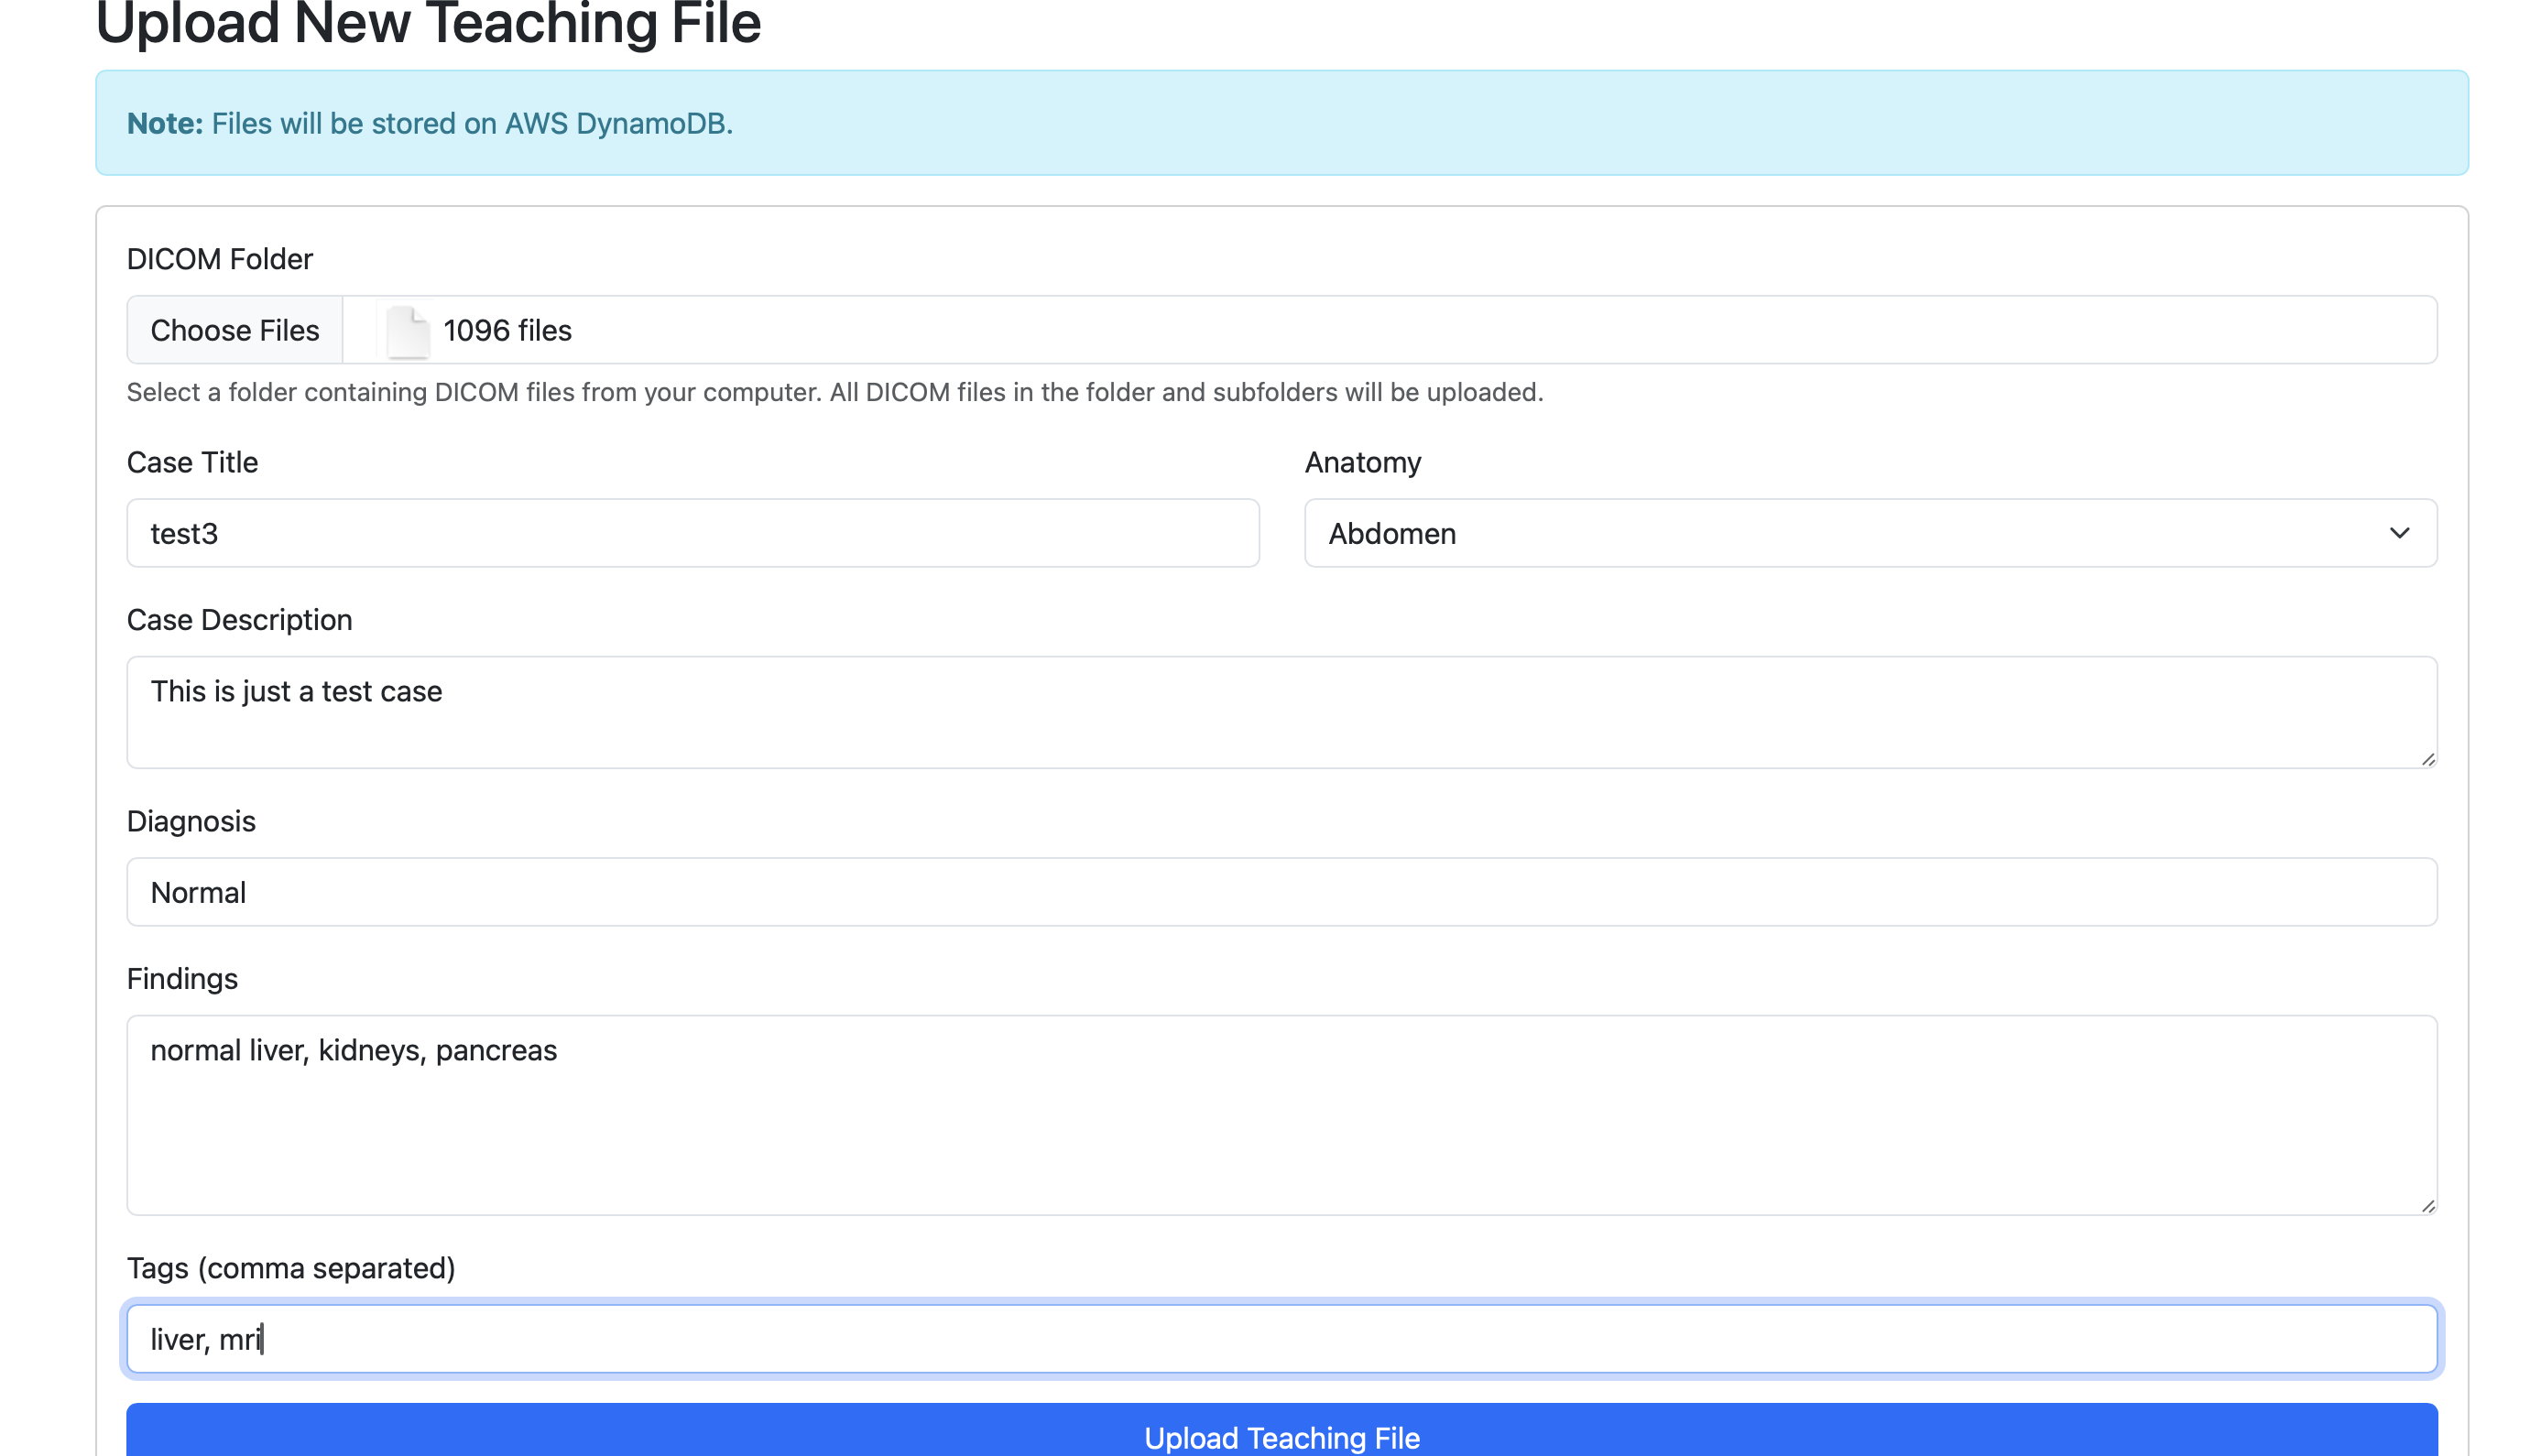 Upload New Teaching File
Note: Files will be stored on AWS DynamoDB.
DICOM Folder
Choose Files 1096 files
Select a folder containing DICOM files from your computer. All DICOM files in the folder and subfolders will be uploaded.
Case Title
test3
Anatomy
Abdomen
Case Description
This is just a test case
Diagnosis
Normal
Findings
normal liver, kidneys, pancreas
Tags (comma separated)
liver, mri
Upload Teaching File